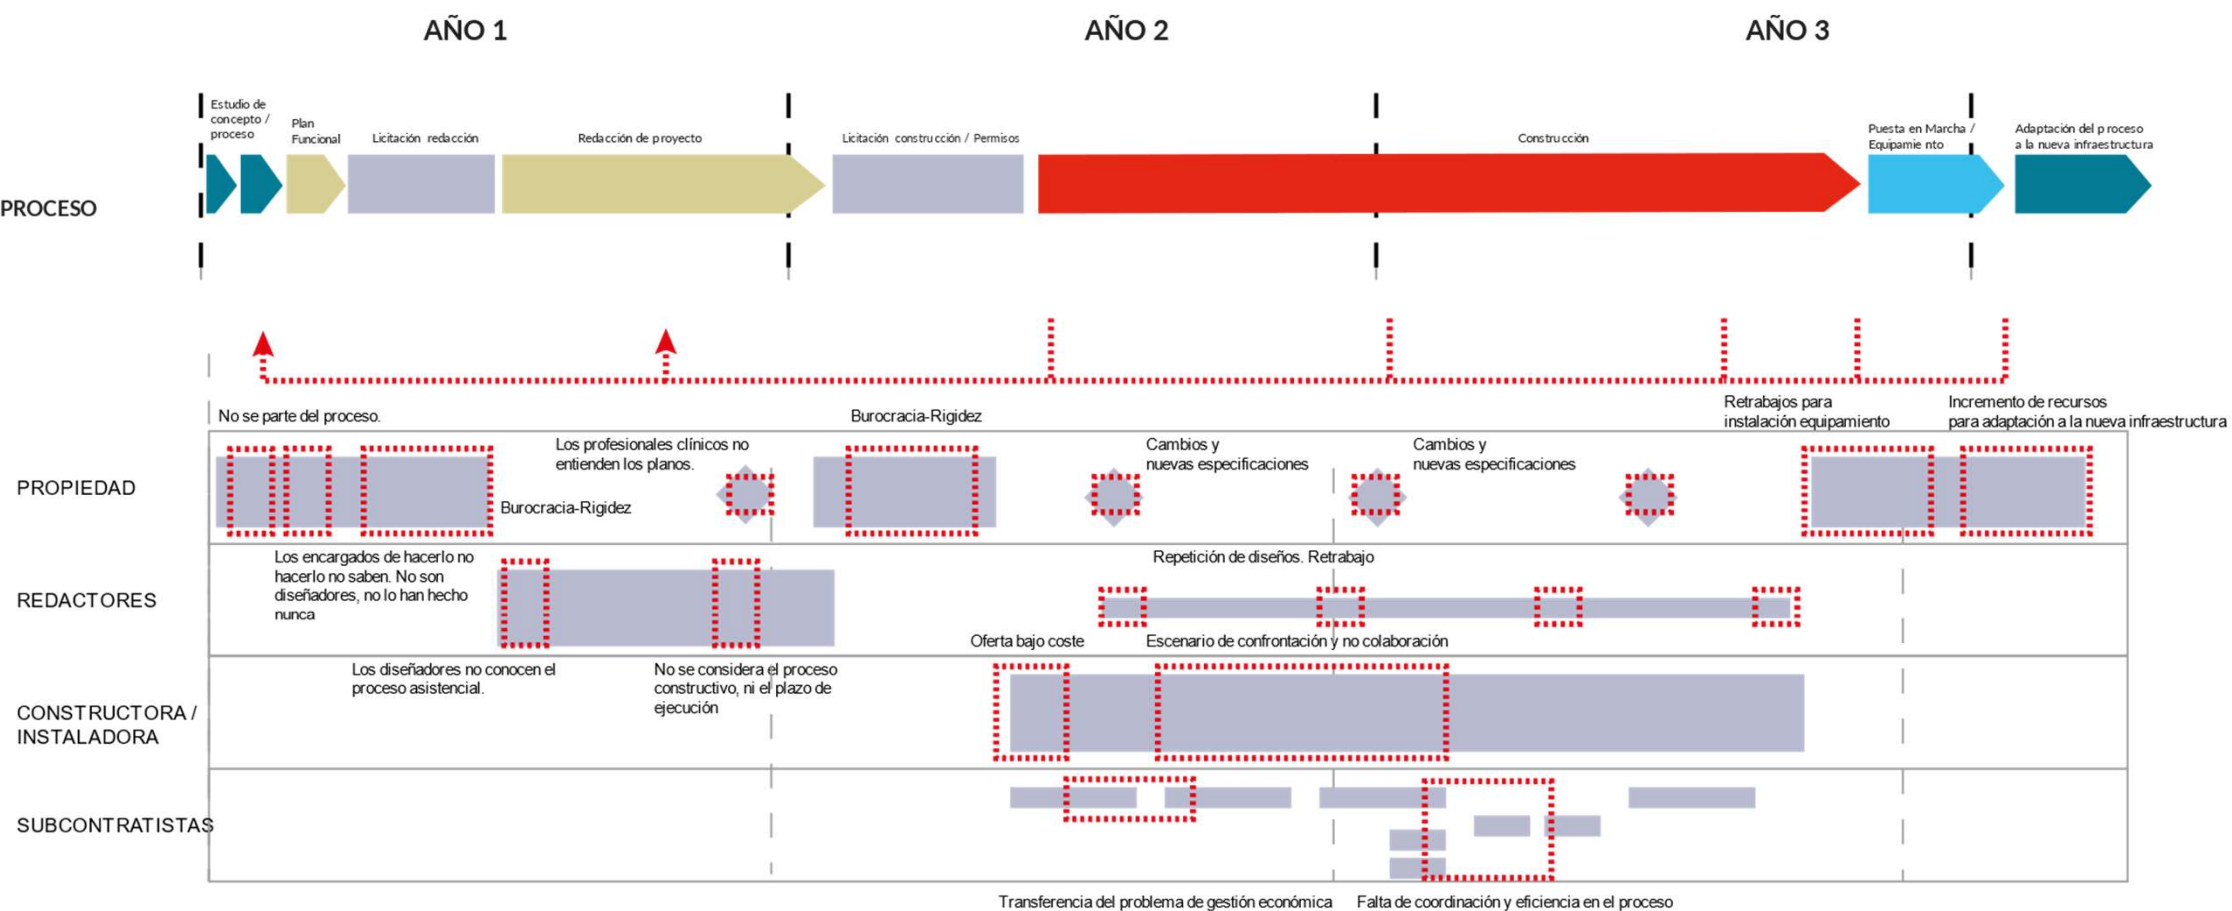 AÑO 1
AÑO 2
AÑO 3
Estudio de
concepto /
proceso
Plan
Funcional
Licitación redacción
Redacción de proyecto
Licitación construcción / Permisos
Construcción
Puesta en Marcha /
Equipamie nto
Adaptación del proceso
a la nueva infraestructura
PROCESO
No se parte del proceso.
Burocracia-Rigidez
Retrabajos para
instalación equipamiento
Incremento de recursos
para adaptación a la nueva infraestructura
PROPIEDAD
Los profesionales clínicos no
entienden los planos.
Burocracia-Rigidez
Cambios y
nuevas especificaciones
Cambios y
nuevas especificaciones
REDACTORES
Los encargados de hacerlo no
hacerlo no saben. No son
diseñadores, no lo han hecho
nunca
Repetición de diseños. Retrabajo
Oferta bajo coste
Escenario de confrontación y no colaboración
CONSTRUCTORA /
INSTALADORA
Los diseñadores no conocen el
proceso asistencial.
No se considera el proceso
constructivo, ni el plazo de
ejecución
SUBCONTRATISTAS
Transferencia del problema de gestión económica
Falta de coordinación y eficiencia en el proceso